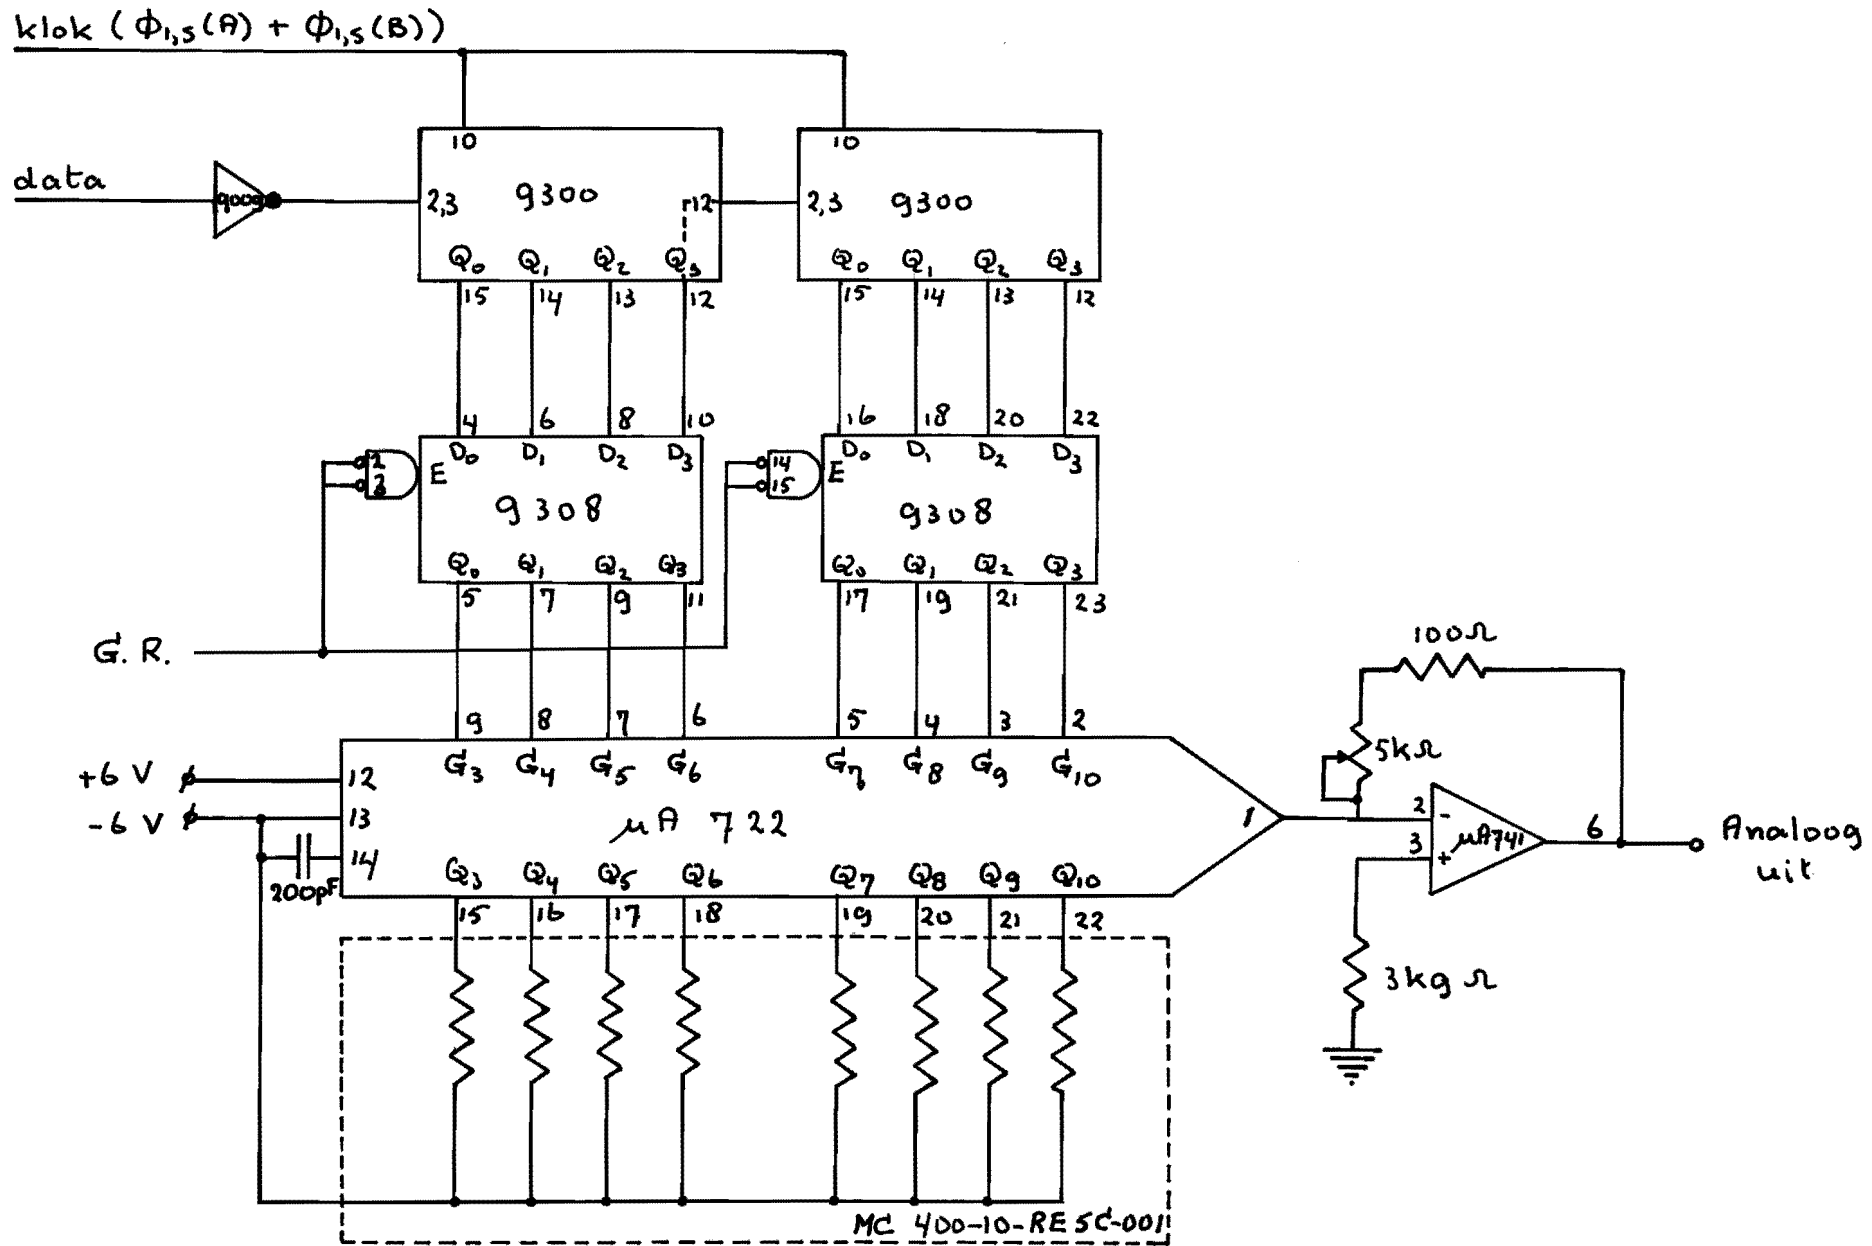 klok ( Φ1,5(A) + Φ1,5(B))
10 10
data 9009 2,3 9300 12 2,3 9300
Q0 Q1 Q2 Q3 Q0 Q1 Q2 Q3
15 14 13 12 15 14 13 12
4 6 8 10 16 18 20 22
D0 D1 D2 D3 D0 D1 D2 D3
E 14 15 E
9308 9308
Q0 Q1 Q2 Q3 Q0 Q1 Q2 Q3
5 7 9 11 17 19 21 23
G.R.
100Ω
9 8 7 6 5 4 3 2
G3 G4 G5 G6 G7 G8 G9 G10
5kΩ
+6 V 12
-6 V 13
μA 722
1
2 -
3 +
μA741
6
Analoog
uit
14
200pF
Q3 Q4 Q5 Q6 Q7 Q8 Q9 Q10
15 16 17 18 19 20 21 22
3k9 Ω
MC 400-10-RE5C-001